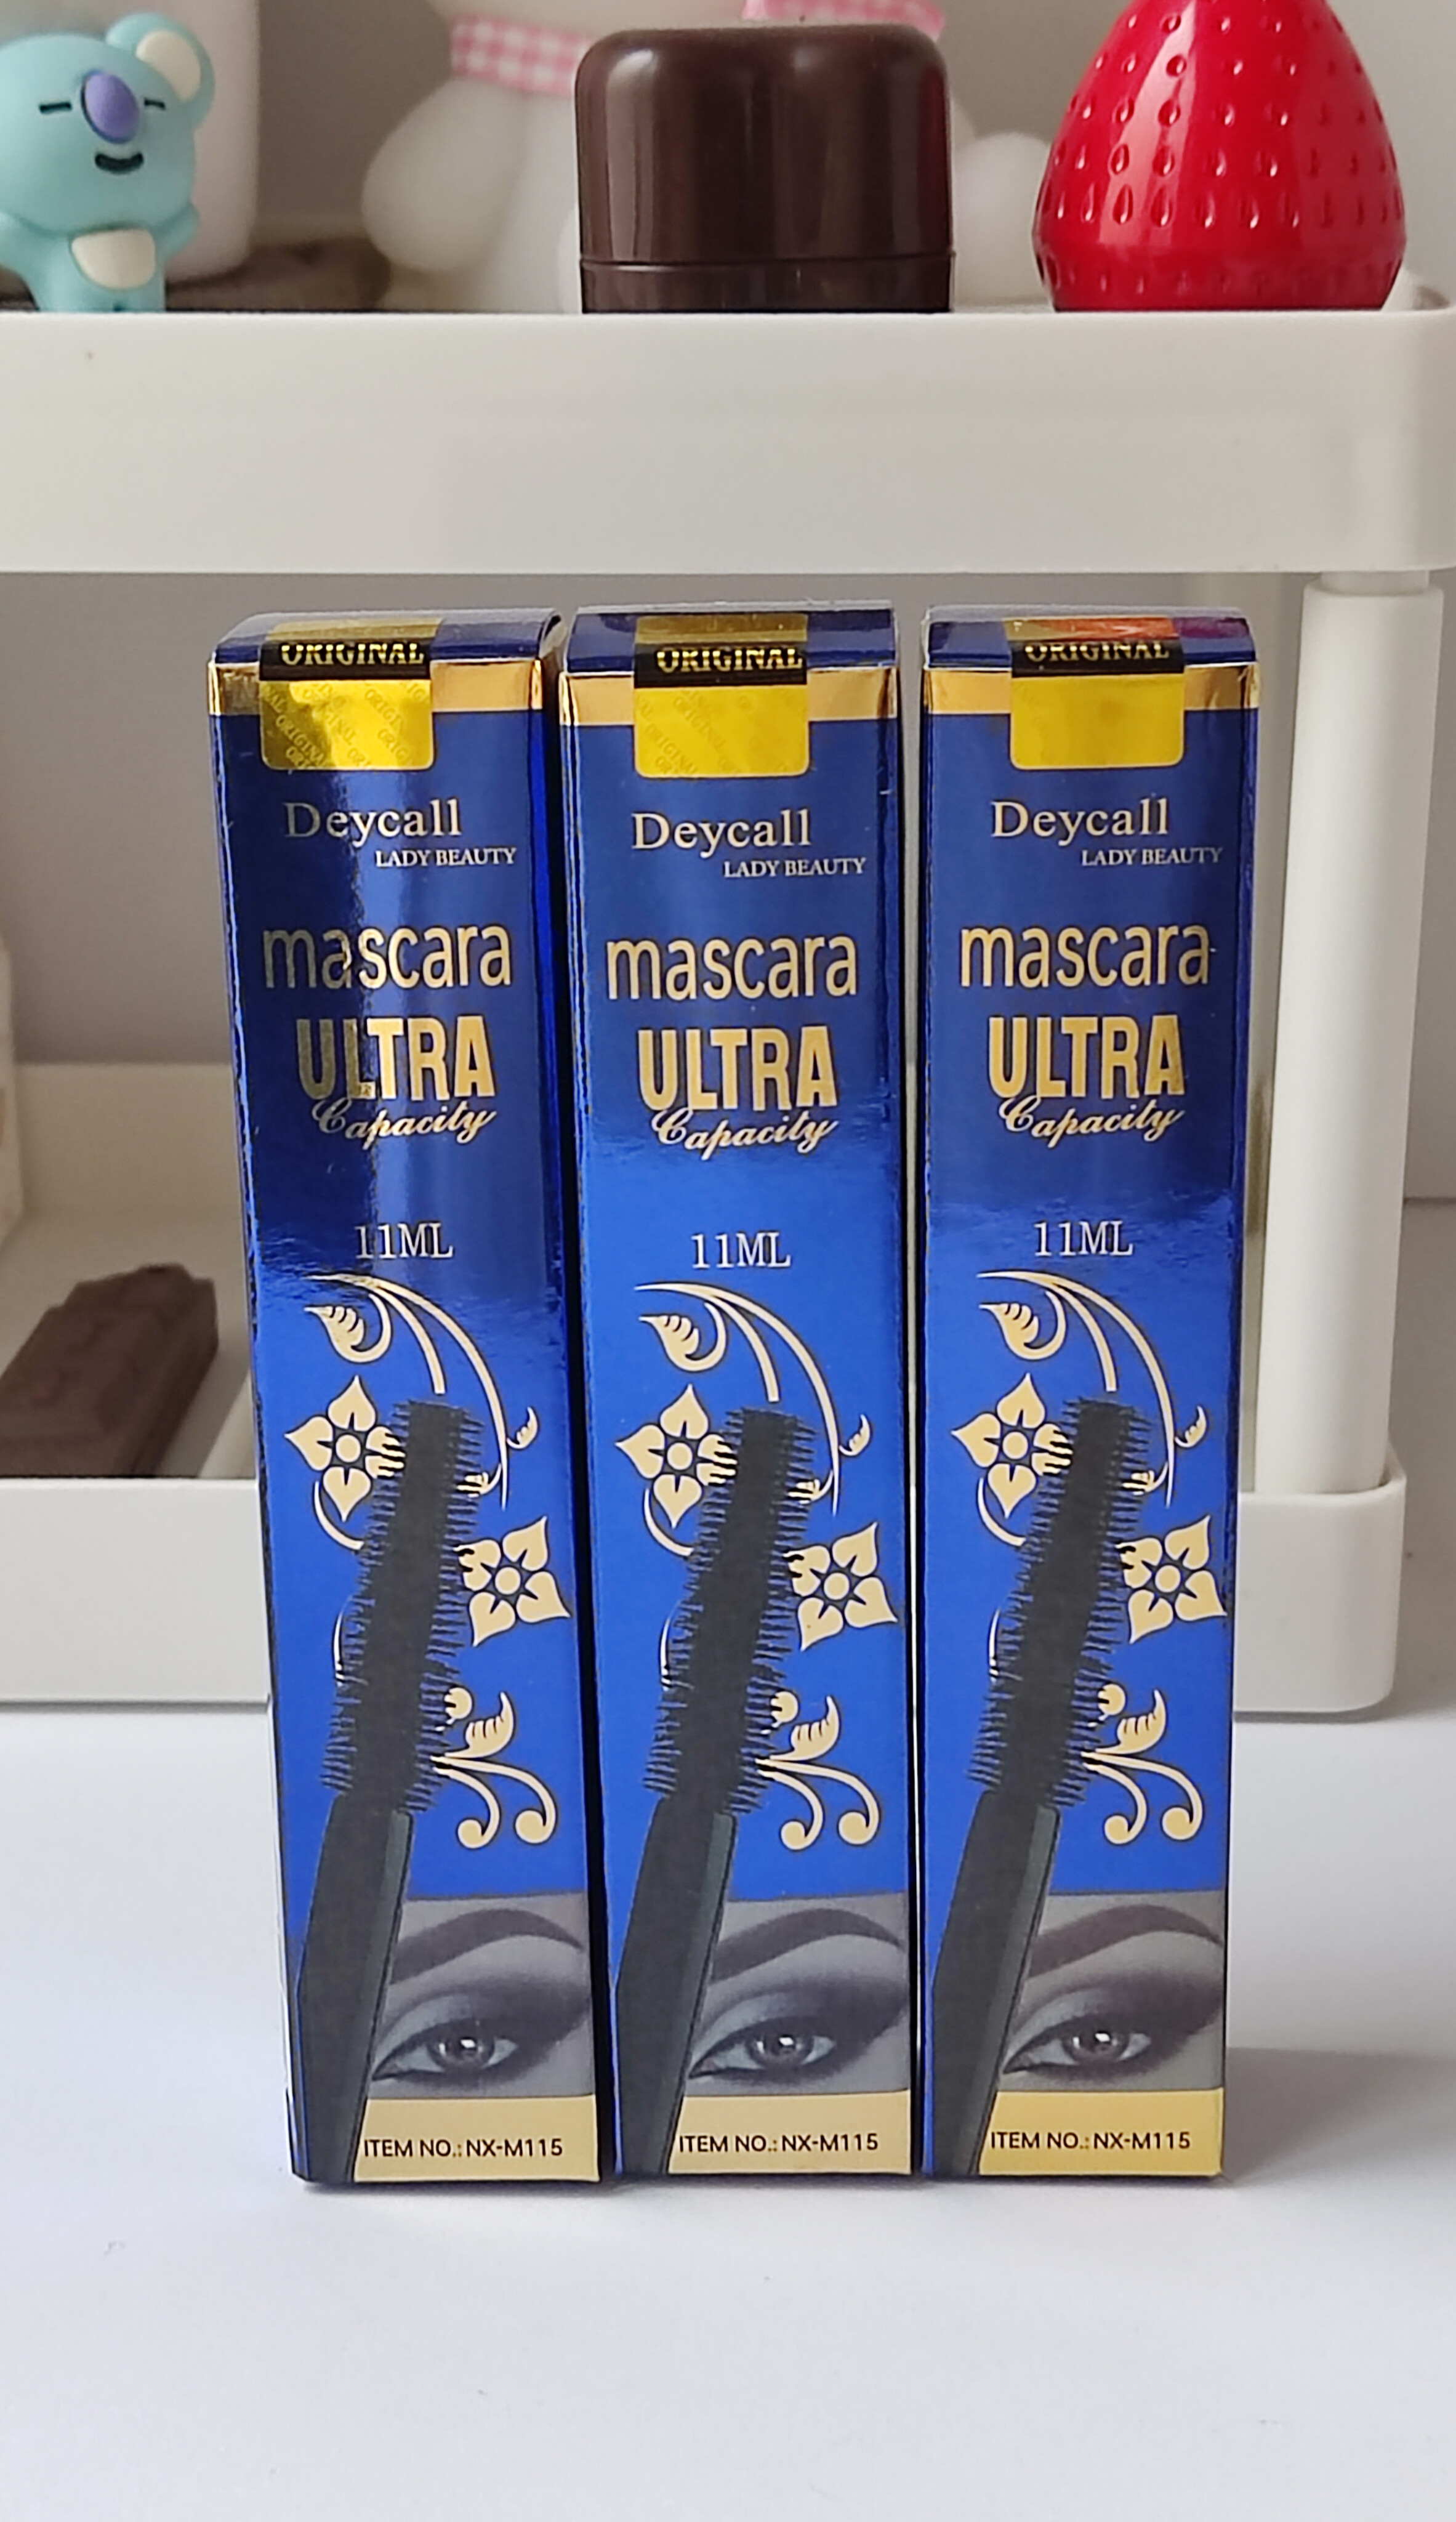 ORIGINAL
Deycall
LADY BEAUTY
mascara
ULTRA
Capacity
11ML
ITEM NO.: NX-M115
ORIGINAL
Deycall
LADY BEAUTY
mascara
ULTRA
Capacity
11ML
ITEM NO.: NX-M115
ORIGINAL
Deycall
LADY BEAUTY
mascara
ULTRA
Capacity
11ML
ITEM NO.: NX-M115